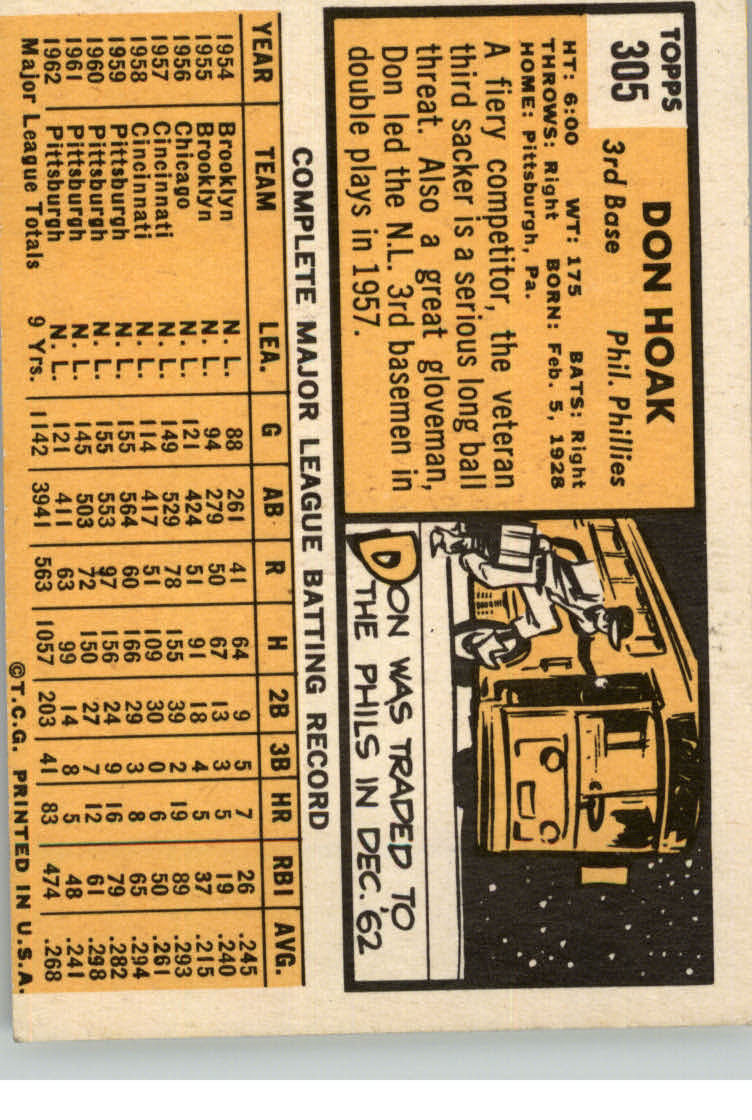 TOPPS
305
DON HOAK
3rd Base Phil. Phillies
HT: 6:00 WT: 175 BATS: Right
THROWS: Right BORN: Feb. 5, 1928
HOME: Pittsburgh, Pa.
A fiery competitor, the veteran
third sacker is a serious long ball
threat. Also a great gloveman,
Don led the N.L. 3rd basemen in
double plays in 1957.
DON WAS TRADED TO
THE PHILS IN DEC. '62
COMPLETE MAJOR LEAGUE BATTING RECORD
YEAR TEAM LEA. G AB R H 2B 3B HR RBI AVG.
1954 Brooklyn N. L. 88 261 41 64 9 5 7 26 .245
1955 Brooklyn N. L. 94 279 50 67 13 3 5 19 .240
1956 Chicago N. L. 121 424 51 91 18 4 5 37 .215
1957 Cincinnati N. L. 149 529 78 155 39 2 19 89 .293
1958 Cincinnati N. L. 114 417 51 109 30 0 6 50 .261
1959 Pittsburgh N. L. 155 564 60 166 29 3 8 65 .294
1960 Pittsburgh N. L. 155 553 97 156 24 9 16 79 .282
1961 Pittsburgh N. L. 145 503 72 150 27 7 12 61 .298
1962 Pittsburgh N. L. 121 411 63 99 14 8 5 48 .241
Major League Totals 9 Yrs. 1142 3941 563 1057 203 41 83 474 .268
©T.C.G. PRINTED IN U.S.A.